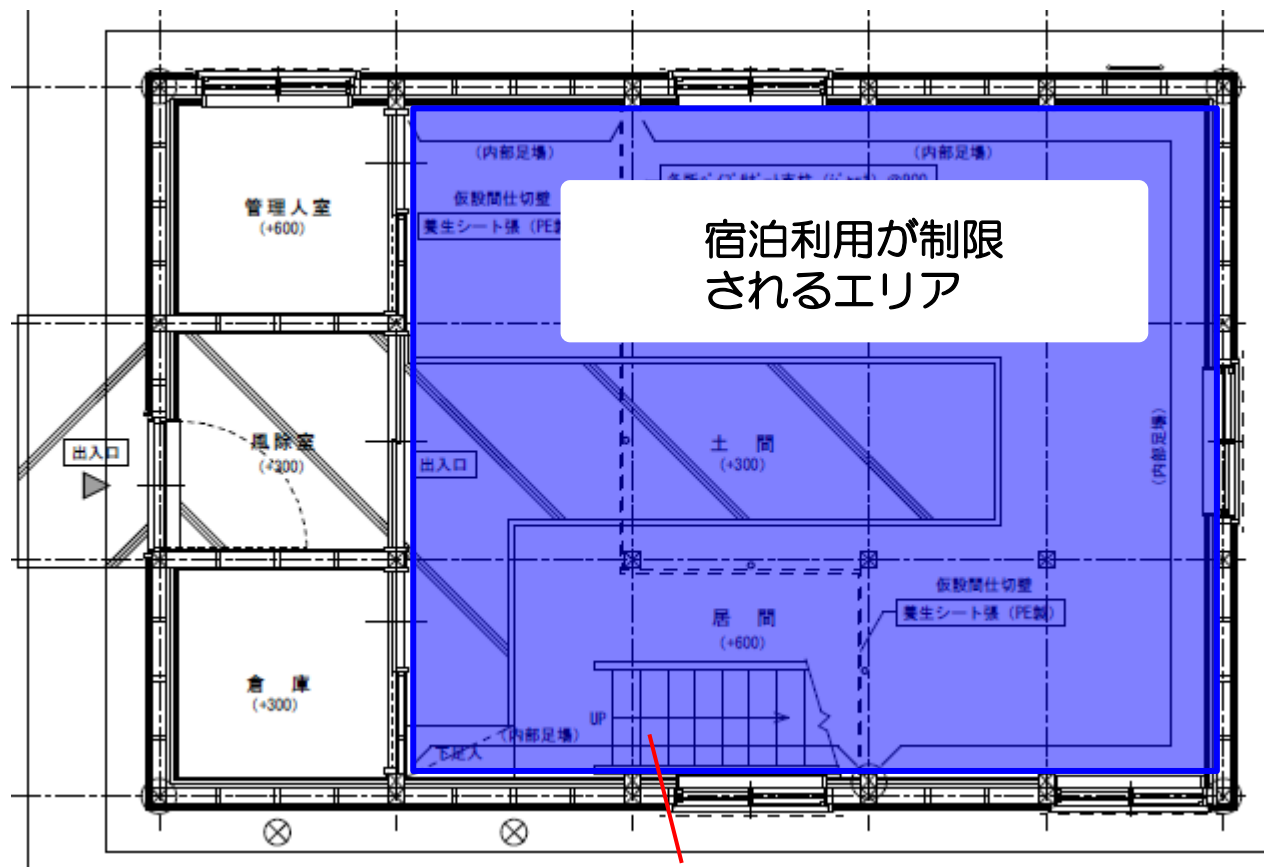 (内部足場)
(内部足場)
仮設間仕切壁
養生シート張 (PE
管理人室
(+600)
宿泊利用が制限
されるエリア
出入口
風除室
(+300)
出入口
土 間
(+300)
(内部足場)
仮設間仕切壁
養生シート張 (PE製)
居 間
(+600)
倉 庫
(+300)
UP
(内部足場)
下足入